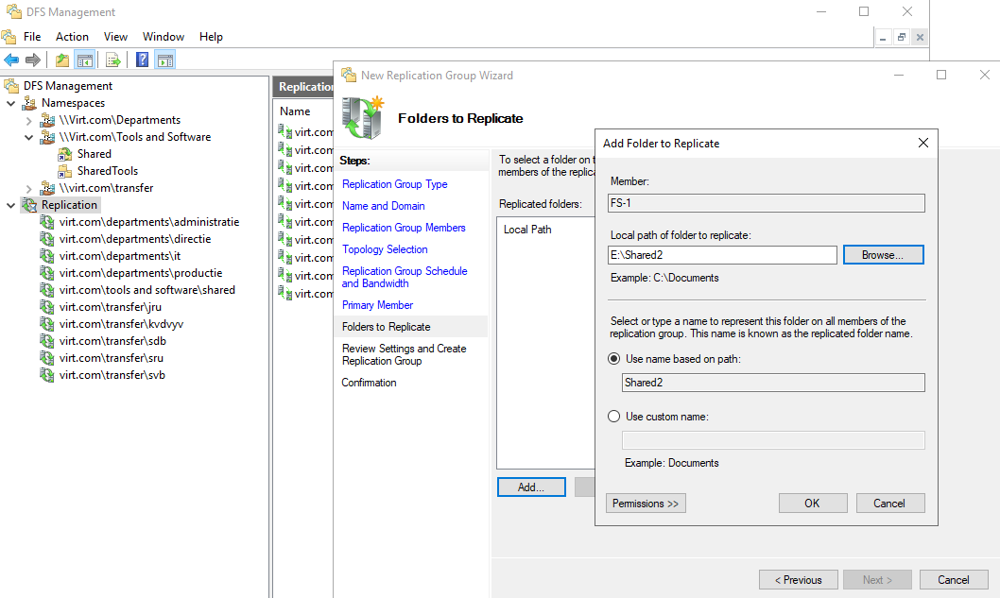 DFS Management
File Action View Window Help
DFS Management
Namespaces
\\Virt.com\Departments
\\Virt.com\Tools and Software
Shared
SharedTools
\\virt.com\transfer
Replication
virt.com\departments\administratie
virt.com\departments\directie
virt.com\departments\it
virt.com\departments\productie
virt.com\tools and software\shared
virt.com\transfer\jru
virt.com\transfer\kvdvyv
virt.com\transfer\sdb
virt.com\transfer\sru
virt.com\transfer\svb
Replication
Name
virt.com
virt.com
virt.com
virt.com
virt.com
virt.com
virt.com
virt.com
virt.com
virt.com
New Replication Group Wizard
Folders to Replicate
Steps:
Replication Group Type
Name and Domain
Replication Group Members
Topology Selection
Replication Group Schedule
and Bandwidth
Primary Member
Folders to Replicate
Review Settings and Create
Replication Group
Confirmation
To select a folder on
members of the
Replicated folders:
Local Path
Add...
Add Folder to Replicate
Member:
FS-1
Local path of folder to replicate:
E:\Shared2
Browse...
Example: C:\Documents
Select or type a name to represent this folder on all members of the
replication group. This name is known as the replicated folder name.
Use name based on path:
Shared2
Use custom name:
Example: Documents
Permissions >>
OK
Cancel
< Previous
Next >
Cancel